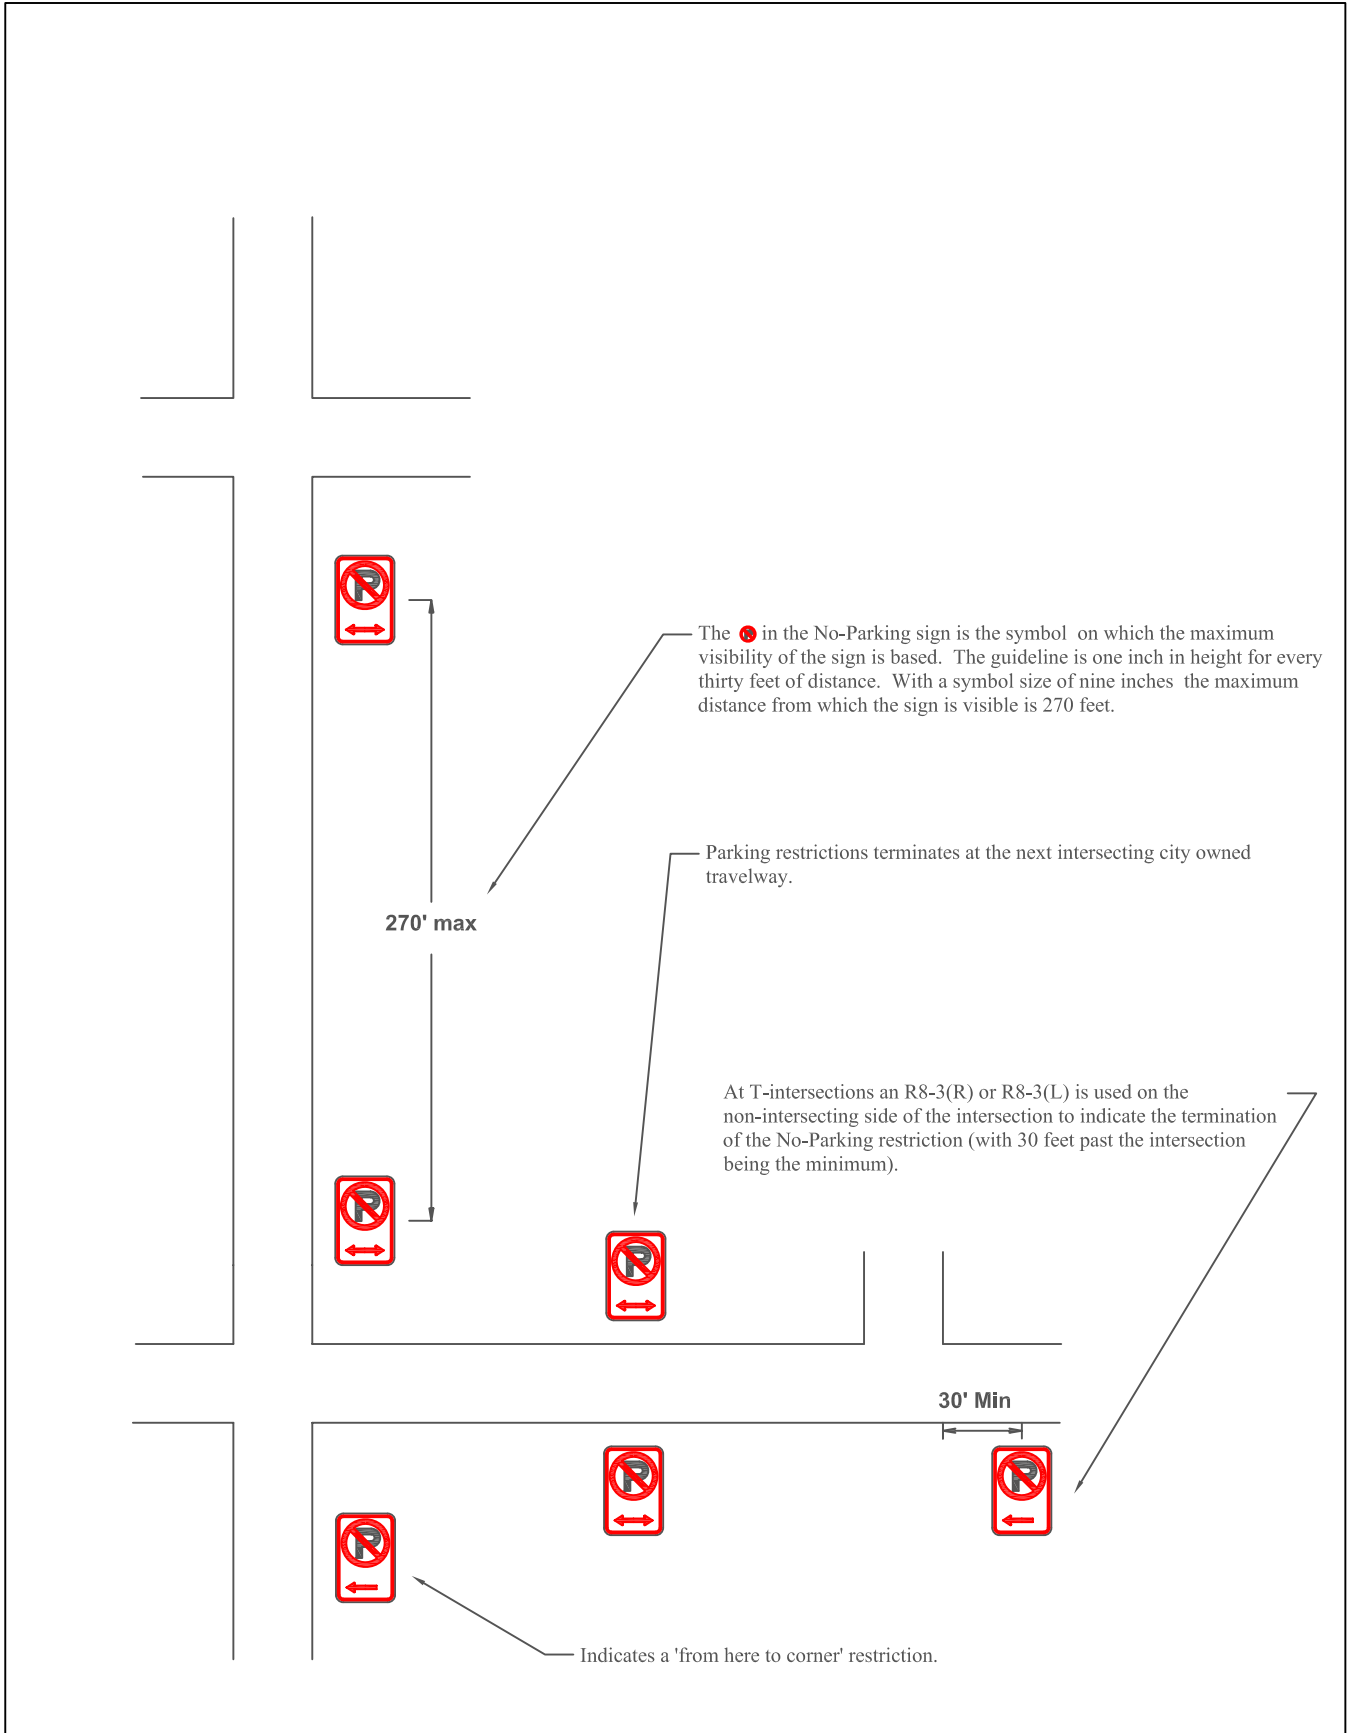 The P in the No-Parking sign is the symbol on which the maximum
visibility of the sign is based. The guideline is one inch in height for every
thirty feet of distance. With a symbol size of nine inches the maximum
distance from which the sign is visible is 270 feet.
Parking restrictions terminates at the next intersecting city owned
travelway.
270' max
At T-intersections an R8-3(R) or R8-3(L) is used on the
non-intersecting side of the intersection to indicate the termination
of the No-Parking restriction (with 30 feet past the intersection
being the minimum).
30' Min
Indicates a 'from here to corner' restriction.
P
P
P
P
P
P